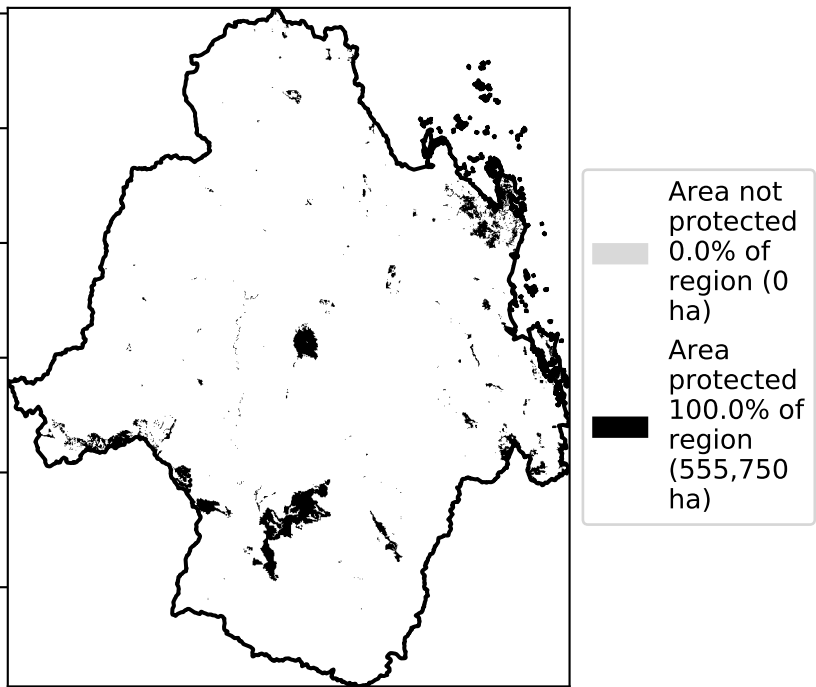 Area not
protected
0.0% of
region (0
ha)
Area
protected
100.0% of
region
(555,750
ha)